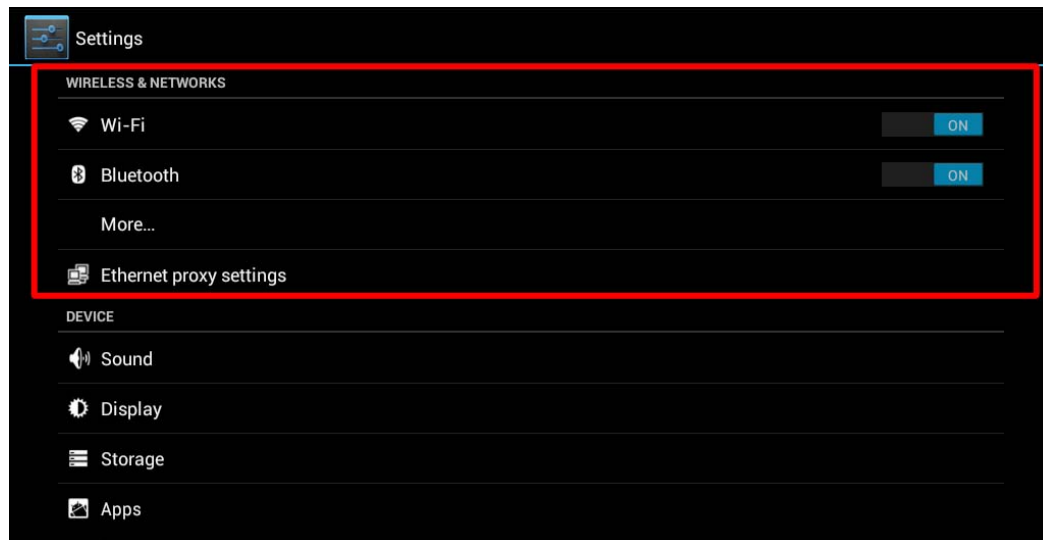 Settings
WIRELESS & NETWORKS
Wi-Fi ON
Bluetooth ON
More...
Ethernet proxy settings
DEVICE
Sound
Display
Storage
Apps